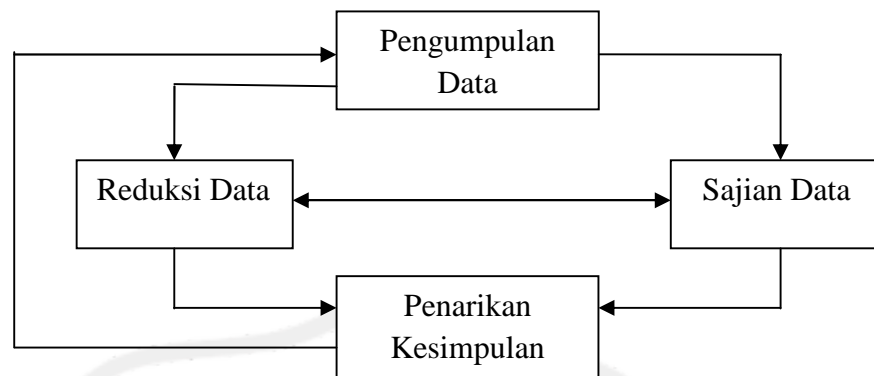 Pengumpulan
Data
Reduksi Data
Sajian Data
Penarikan
Kesimpulan